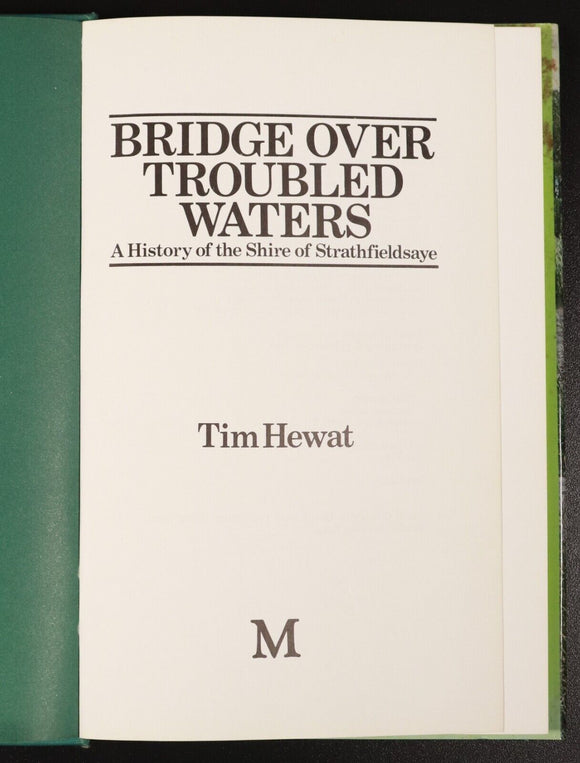 BRIDGE OVER
TROUBLED
WATERS
A History of the Shire of Strathfieldsaye
Tim Hewat
M